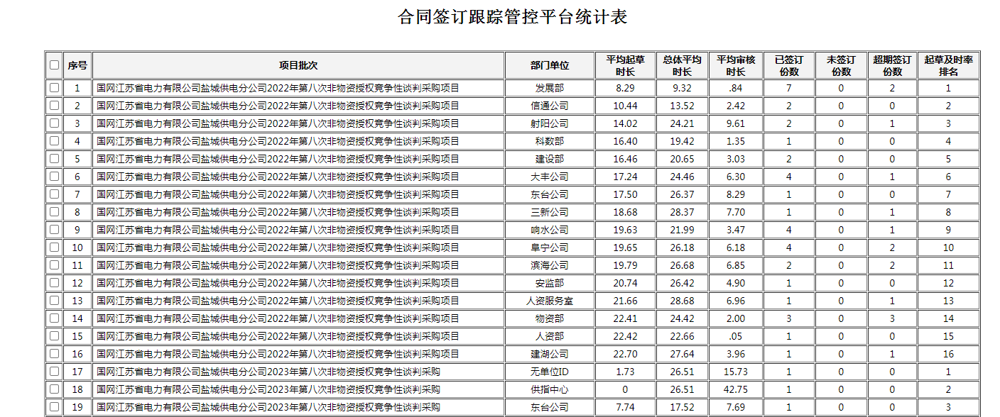 合同签订跟踪管控平台统计表
序号 项目批次 部门单位 平均起草时长 总体平均时长 平均审核时长 已签订份数 未签订份数 超期签订份数 起草及时率排名
1 国网江苏省电力有限公司盐城供电分公司2022年第八次非物资授权竞争性谈判采购项目 发展部 8.29 9.32 .84 7 0 2 1
2 国网江苏省电力有限公司盐城供电分公司2022年第八次非物资授权竞争性谈判采购项目 信通公司 10.44 13.52 2.42 2 0 0 2
3 国网江苏省电力有限公司盐城供电分公司2022年第八次非物资授权竞争性谈判采购项目 射阳公司 14.02 24.21 9.61 2 0 1 3
4 国网江苏省电力有限公司盐城供电分公司2022年第八次非物资授权竞争性谈判采购项目 科数部 16.40 19.42 1.35 1 0 0 4
5 国网江苏省电力有限公司盐城供电分公司2022年第八次非物资授权竞争性谈判采购项目 建设部 16.46 20.65 3.03 2 0 0 5
6 国网江苏省电力有限公司盐城供电分公司2022年第八次非物资授权竞争性谈判采购项目 大丰公司 17.24 24.46 6.30 4 0 1 6
7 国网江苏省电力有限公司盐城供电分公司2022年第八次非物资授权竞争性谈判采购项目 东台公司 17.50 26.37 8.29 1 0 0 7
8 国网江苏省电力有限公司盐城供电分公司2022年第八次非物资授权竞争性谈判采购项目 三新公司 18.68 28.37 7.70 1 0 1 8
9 国网江苏省电力有限公司盐城供电分公司2022年第八次非物资授权竞争性谈判采购项目 响水公司 19.63 21.99 3.47 4 0 1 9
10 国网江苏省电力有限公司盐城供电分公司2022年第八次非物资授权竞争性谈判采购项目 阜宁公司 19.65 26.18 6.18 4 0 2 10
11 国网江苏省电力有限公司盐城供电分公司2022年第八次非物资授权竞争性谈判采购项目 滨海公司 19.79 26.68 6.85 2 0 2 11
12 国网江苏省电力有限公司盐城供电分公司2022年第八次非物资授权竞争性谈判采购项目 安监部 20.74 26.42 4.90 1 0 0 12
13 国网江苏省电力有限公司盐城供电分公司2022年第八次非物资授权竞争性谈判采购项目 人资服务室 21.66 28.68 6.96 1 0 1 13
14 国网江苏省电力有限公司盐城供电分公司2022年第八次非物资授权竞争性谈判采购项目 物资部 22.41 24.42 2.00 3 0 3 14
15 国网江苏省电力有限公司盐城供电分公司2022年第八次非物资授权竞争性谈判采购项目 人资部 22.42 22.66 .05 1 0 0 15
16 国网江苏省电力有限公司盐城供电分公司2022年第八次非物资授权竞争性谈判采购项目 建湖公司 22.70 27.64 3.96 1 0 1 16
17 国网江苏省电力有限公司盐城供电分公司2023年第八次非物资授权竞争性谈判采购 无单位ID 1.73 26.51 15.73 1 0 0 1
18 国网江苏省电力有限公司盐城供电分公司2023年第八次非物资授权竞争性谈判采购 供指中心 0 26.51 42.75 1 0 0 2
19 国网江苏省电力有限公司盐城供电分公司2023年第八次非物资授权竞争性谈判采购 东台公司 7.74 17.52 7.69 1 0 0 3